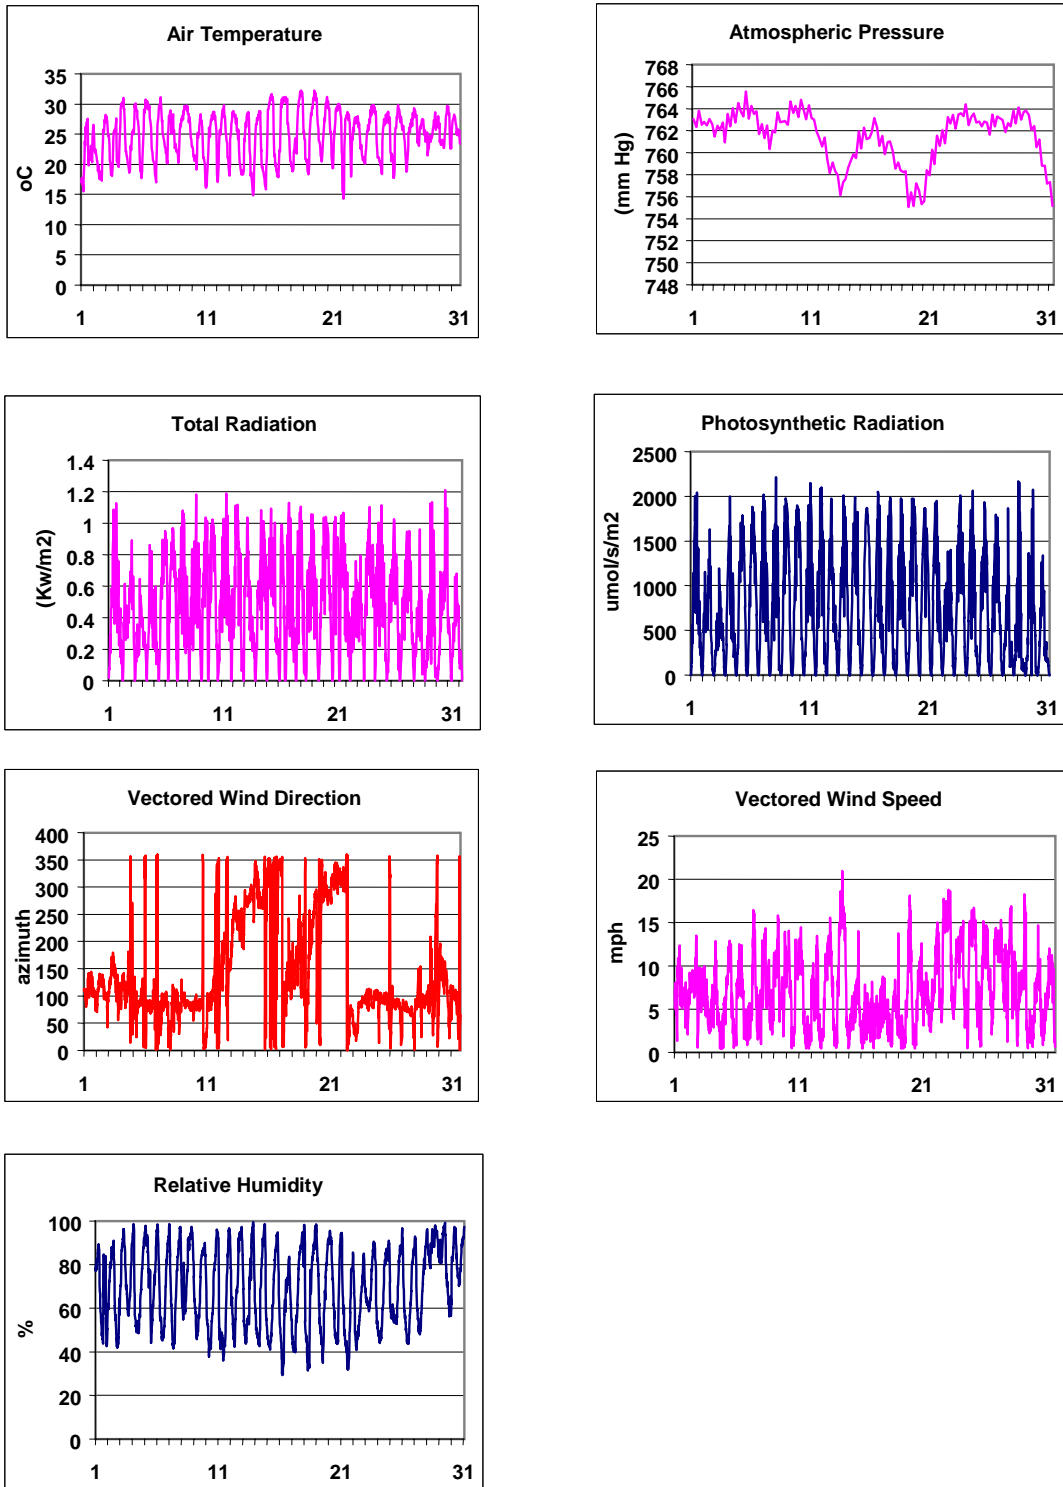 Air Temperature
35
30
25
20
15
10
5
0
oC
1 11 21 31
Atmospheric Pressure
768
766
764
762
760
758
756
754
752
750
748
(mm Hg)
1 11 21 31
Total Radiation
1.4
1.2
1
0.8
0.6
0.4
0.2
0
(Kw/m2)
1 11 21 31
Photosynthetic Radiation
2500
2000
1500
1000
500
0
umol/s/m2
1 11 21 31
Vectored Wind Direction
400
350
300
250
200
150
100
50
0
azimuth
1 11 21 31
Vectored Wind Speed
25
20
15
10
5
0
mph
1 11 21 31
Relative Humidity
100
80
60
40
20
0
%
1 11 21 31